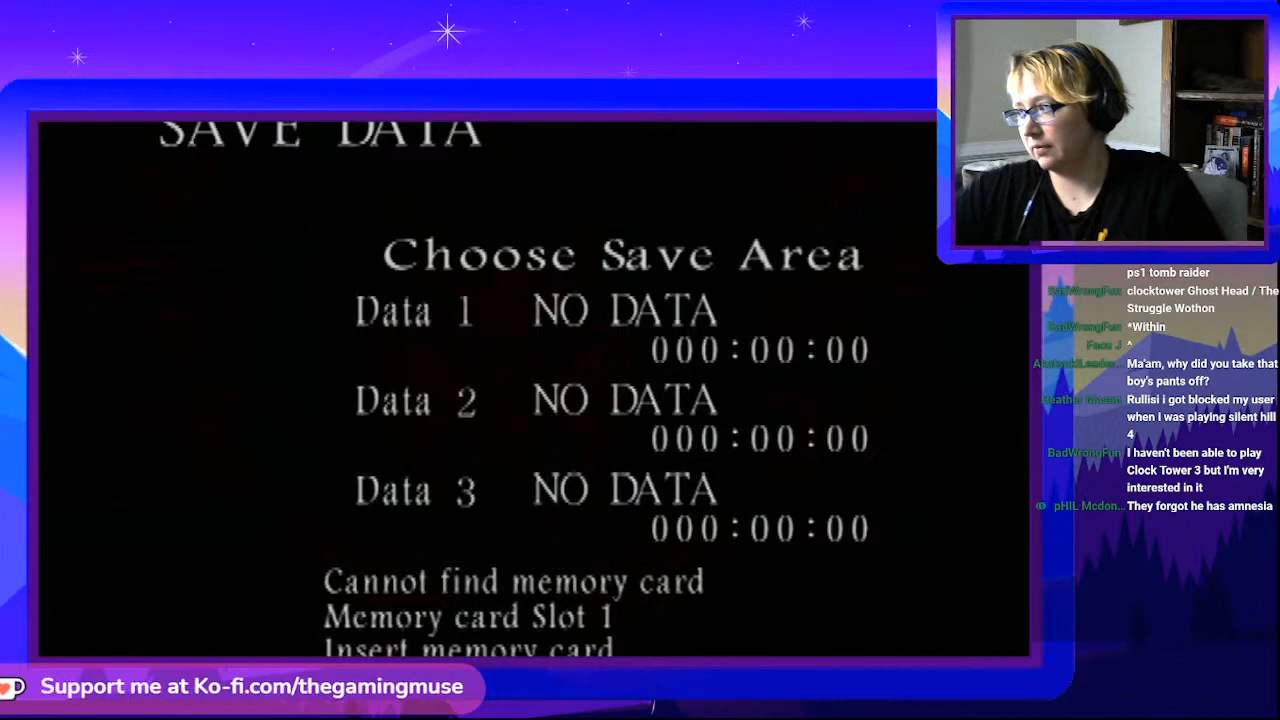 SAVE DATA
Choose Save Area
Data 1 NO DATA
000:00:00
Data 2 NO DATA
000:00:00
Data 3 NO DATA
000:00:00
Cannot find memory card
Memory card Slot 1
Insert memory card
ps1 tomb raider
BadWrongFun clocktower Ghost Head / The
Struggle Wothon
BadWrongFun *Within
^
Ma'am, why did you take that
boy's pants off?
Heather Mason Rullisi i got blocked my user
when i was playing silent hill
4
BadWrongFun I haven't been able to play
Clock Tower 3 but I'm very
interested in it
pHIL Mcdon... They forgot he has amnesia
Support me at Ko-fi.com/thegamingmuse